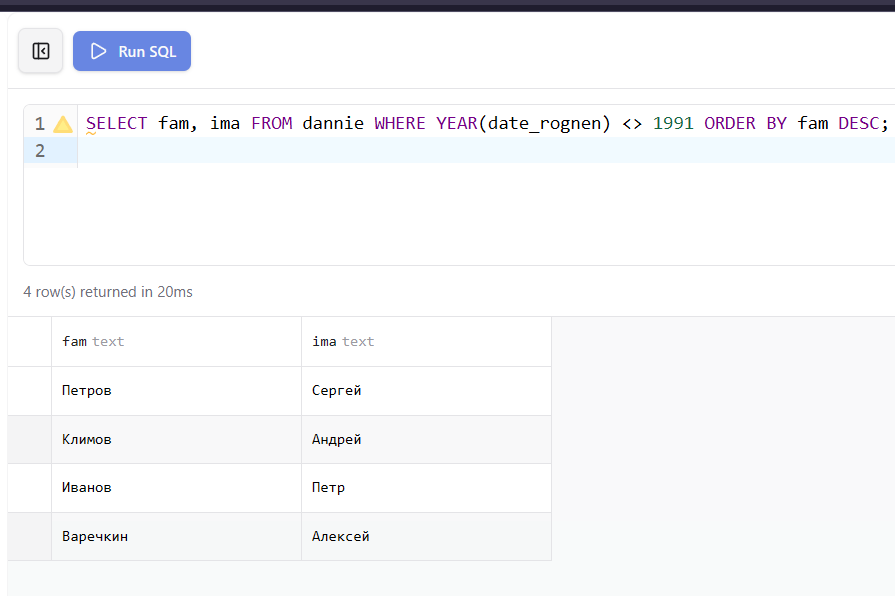 Run SQL
1 SELECT fam, ima FROM dannie WHERE YEAR(date_rognen) <> 1991 ORDER BY fam DESC;
2
4 row(s) returned in 20ms
fam text ima text
Петров Сергей
Климов Андрей
Иванов Петр
Варечкин Алексей